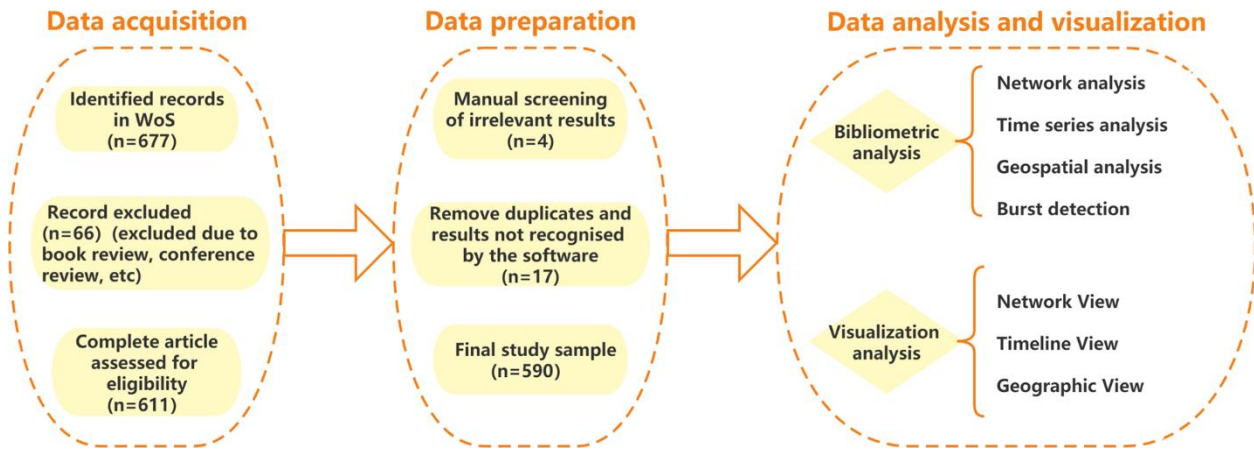 Data acquisition
Identified records
in WoS
(n=677)
Record excluded
(n=66) (excluded due to
book review, conference
review, etc)
Complete article
assessed for
eligibility
(n=611)
Data preparation
Manual screening
of irrelevant results
(n=4)
Remove duplicates and
results not recognised
by the software
(n=17)
Final study sample
(n=590)
Data analysis and visualization
Bibliometric
analysis
Network analysis
Time series analysis
Geospatial analysis
Burst detection
Visualization
analysis
Network View
Timeline View
Geographic View